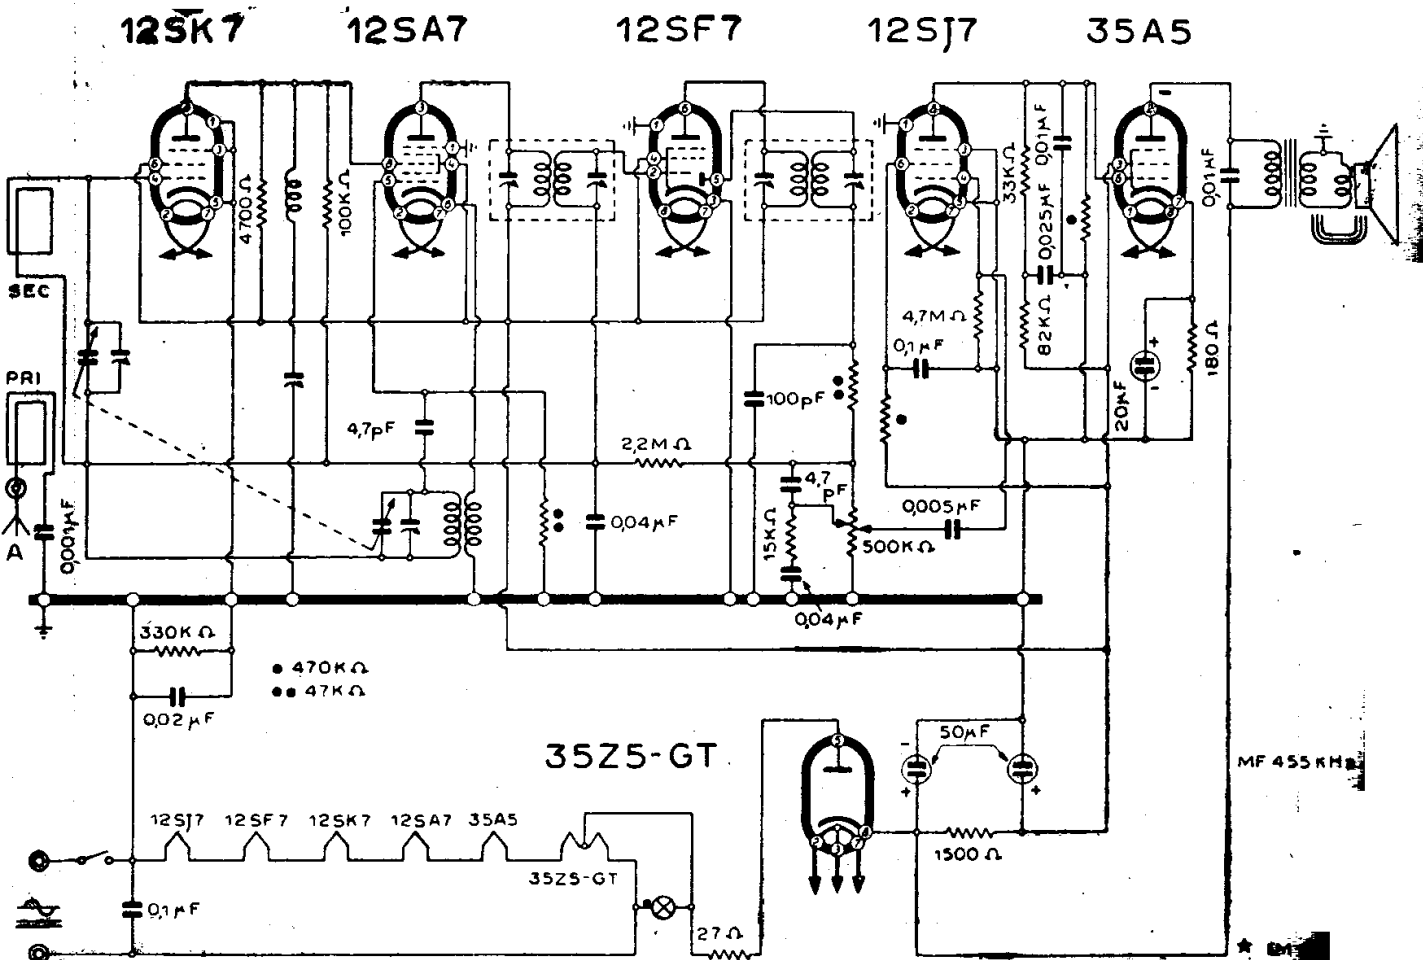 12SK7
12SA7
12SF7
12SJ7
35A5
4700Ω
100KΩ
33KΩ
0,01μF
0,025μF
0,01μF
SEC
4,7MΩ
0,1μF
82KΩ
20μF
180Ω
PRI
100pF
4,7pF
2,2MΩ
4,7
pF
0,001μF
A
0,04μF
15KΩ
500KΩ
0,005μF
0,04μF
330KΩ
• 470KΩ
•• 47KΩ
0,02μF
35Z5-GT
50μF
MF 455 KHz
12SJ7
12SF7
12SK7
12SA7
35A5
35Z5-GT
1500Ω
0,1μF
27Ω